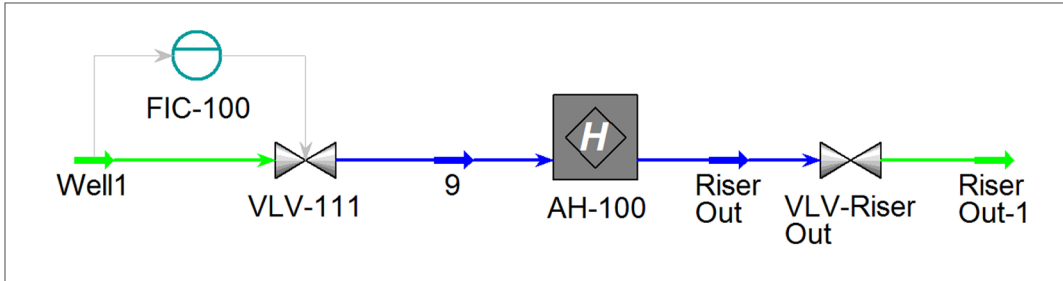 FIC-100
H
Well1
VLV-111
9
AH-100
Riser
Out
VLV-Riser
Out
Riser
Out-1